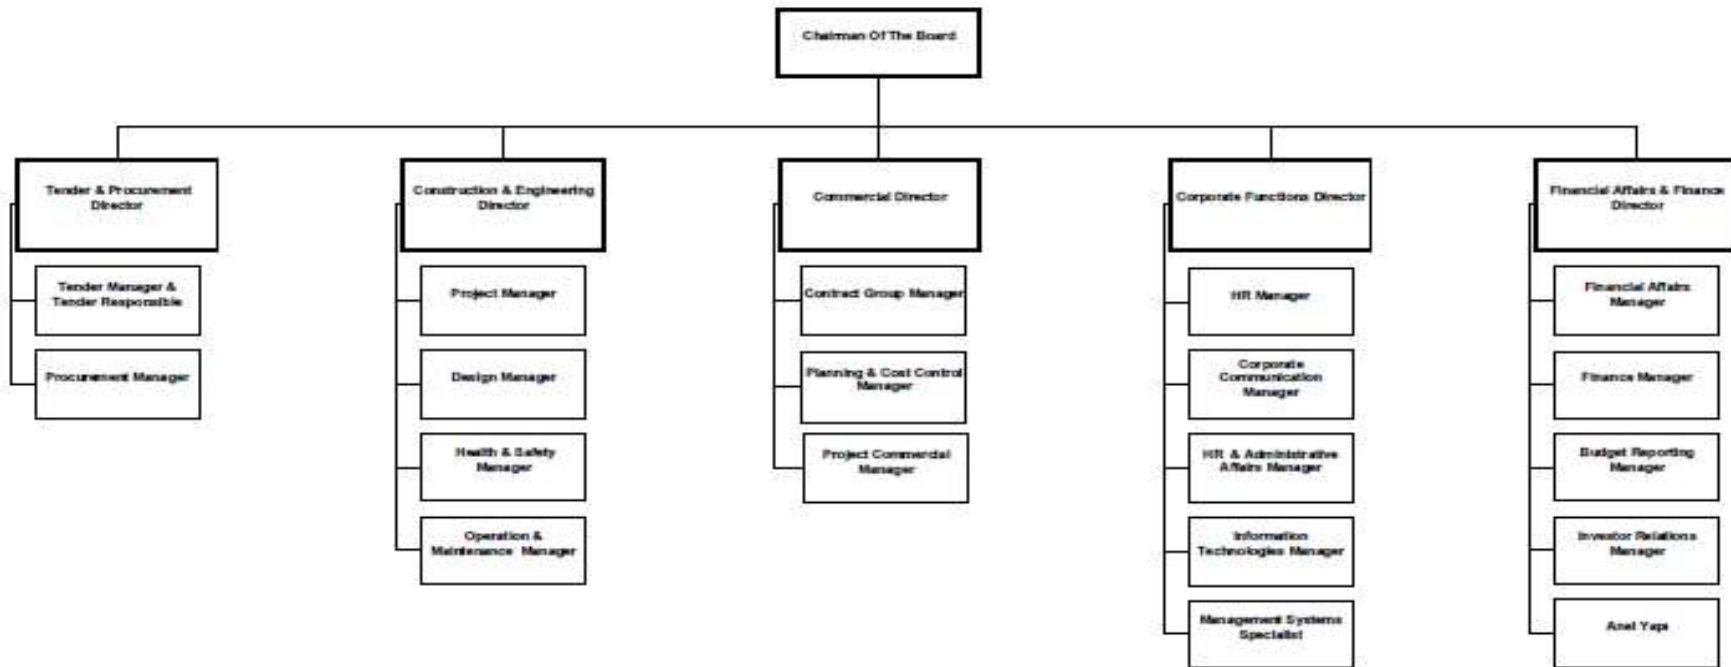 Chairman Of The Board
Tender & Procurement
Director
Construction & Engineering
Director
Commercial Director
Corporate Functions Director
Financial Affairs & Finance
Director
Tender Manager &
Tender Responsible
Procurement Manager
Project Manager
Design Manager
Health & Safety
Manager
Operation &
Maintenance Manager
Contract Group Manager
Planning & Cost Control
Manager
Project Commercial
Manager
HR Manager
Corporate
Communication
Manager
HR & Administrative
Affairs Manager
Information
Technologies Manager
Management Systems
Specialist
Financial Affairs
Manager
Finance Manager
Budget Reporting
Manager
Investor Relations
Manager
Anel Yapı